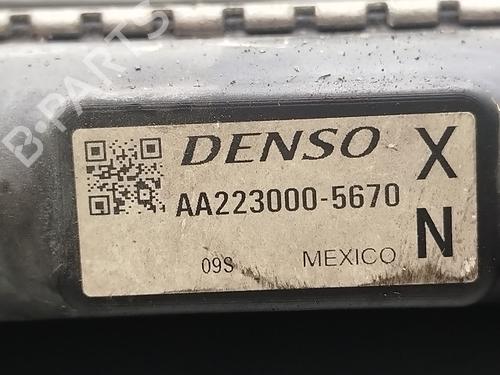 B-PARTS
DENSO
X
AA223000-5670
N
09S
MEXICO